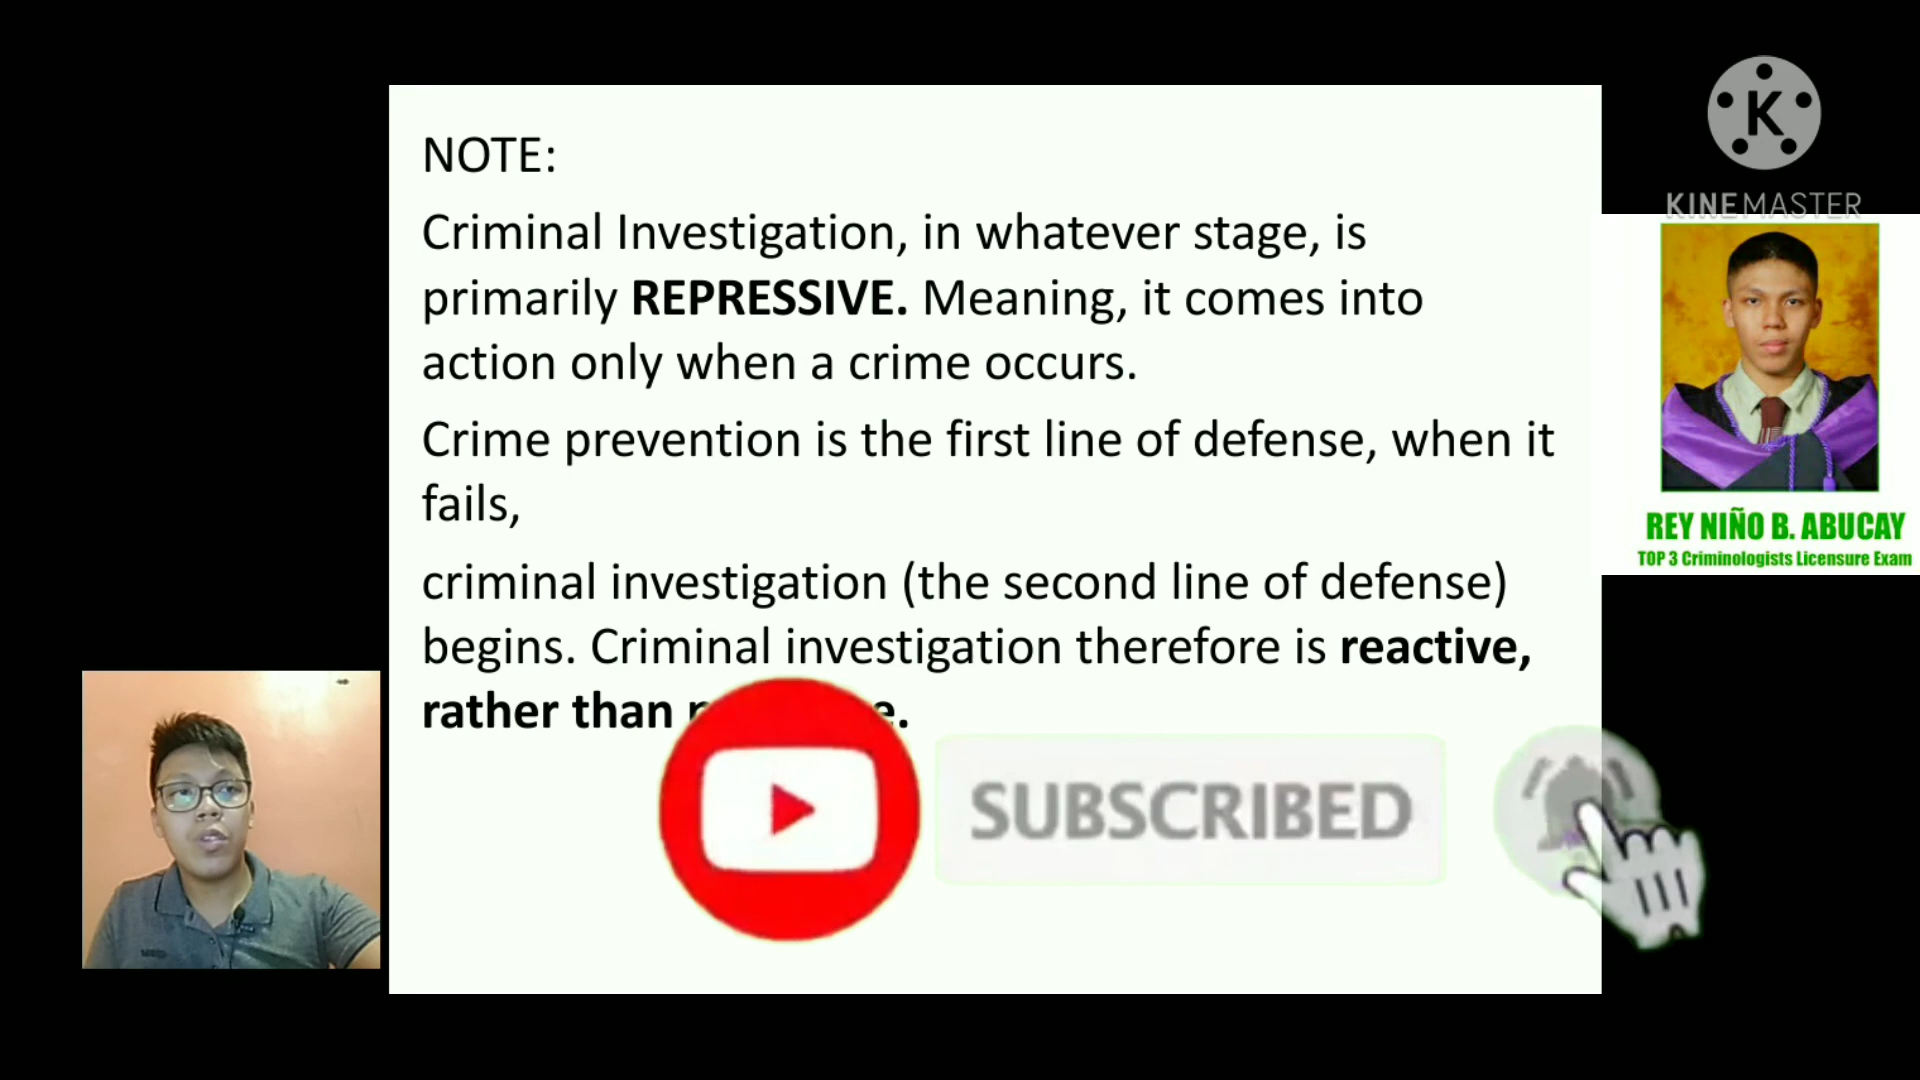 NOTE:
Criminal Investigation, in whatever stage, is
primarily REPRESSIVE. Meaning, it comes into
action only when a crime occurs.
Crime prevention is the first line of defense, when it
fails,
criminal investigation (the second line of defense)
begins. Criminal investigation therefore is reactive,
rather than
SUBSCRIBED
K
KINEMASTER
REY NIÑO B. ABUCAY
TOP 3 Criminologists Licensure Exam